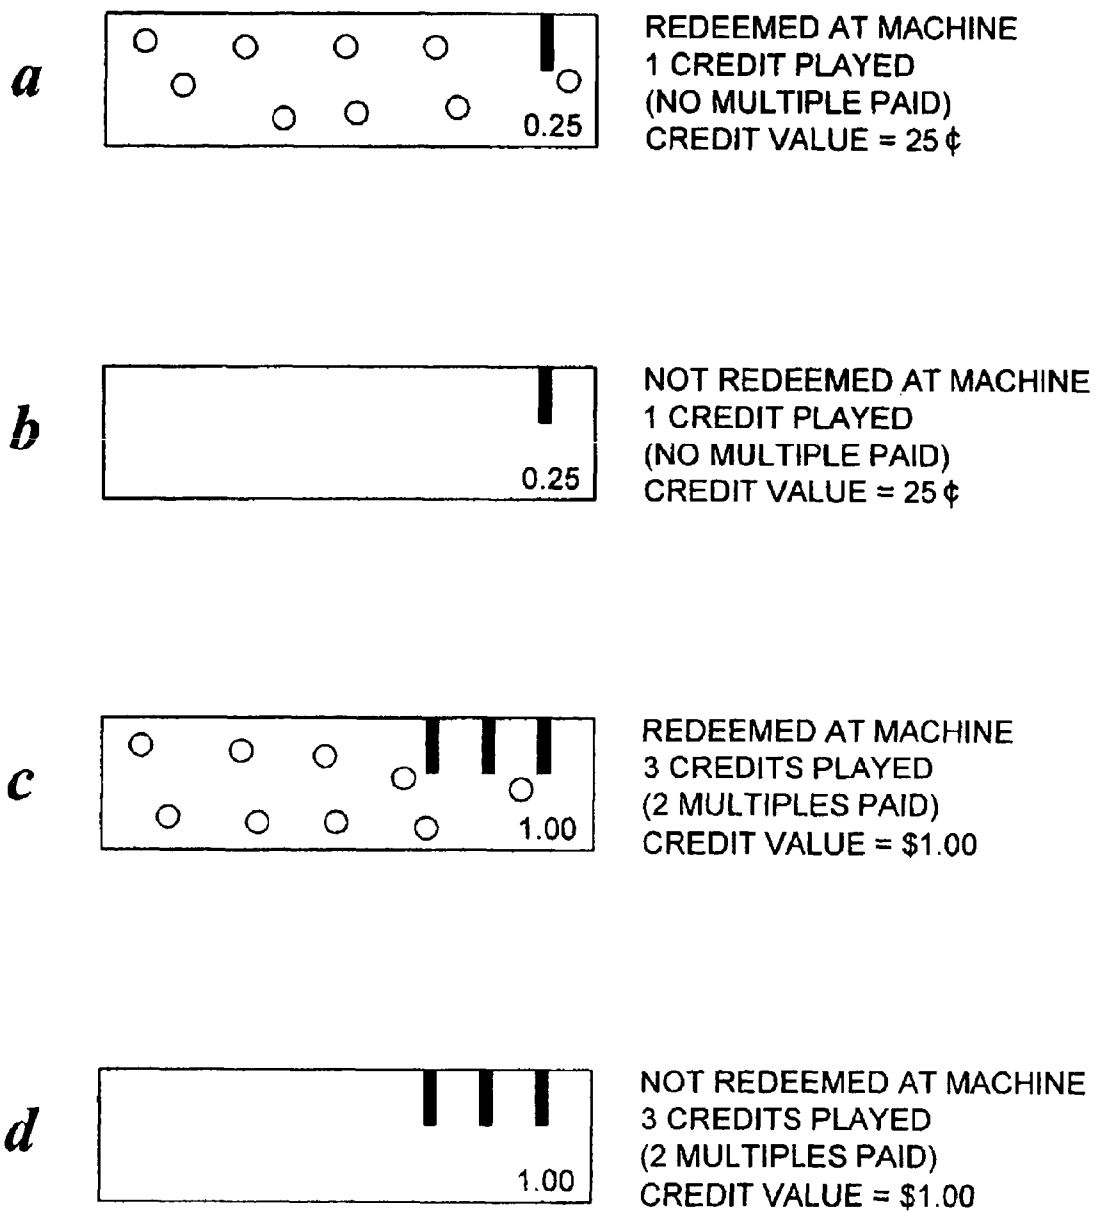 a
0.25
REDEEMED AT MACHINE
1 CREDIT PLAYED
(NO MULTIPLE PAID)
CREDIT VALUE = 25 ¢
b
0.25
NOT REDEEMED AT MACHINE
1 CREDIT PLAYED
(NO MULTIPLE PAID)
CREDIT VALUE = 25 ¢
c
1.00
REDEEMED AT MACHINE
3 CREDITS PLAYED
(2 MULTIPLES PAID)
CREDIT VALUE = $1.00
d
1.00
NOT REDEEMED AT MACHINE
3 CREDITS PLAYED
(2 MULTIPLES PAID)
CREDIT VALUE = $1.00